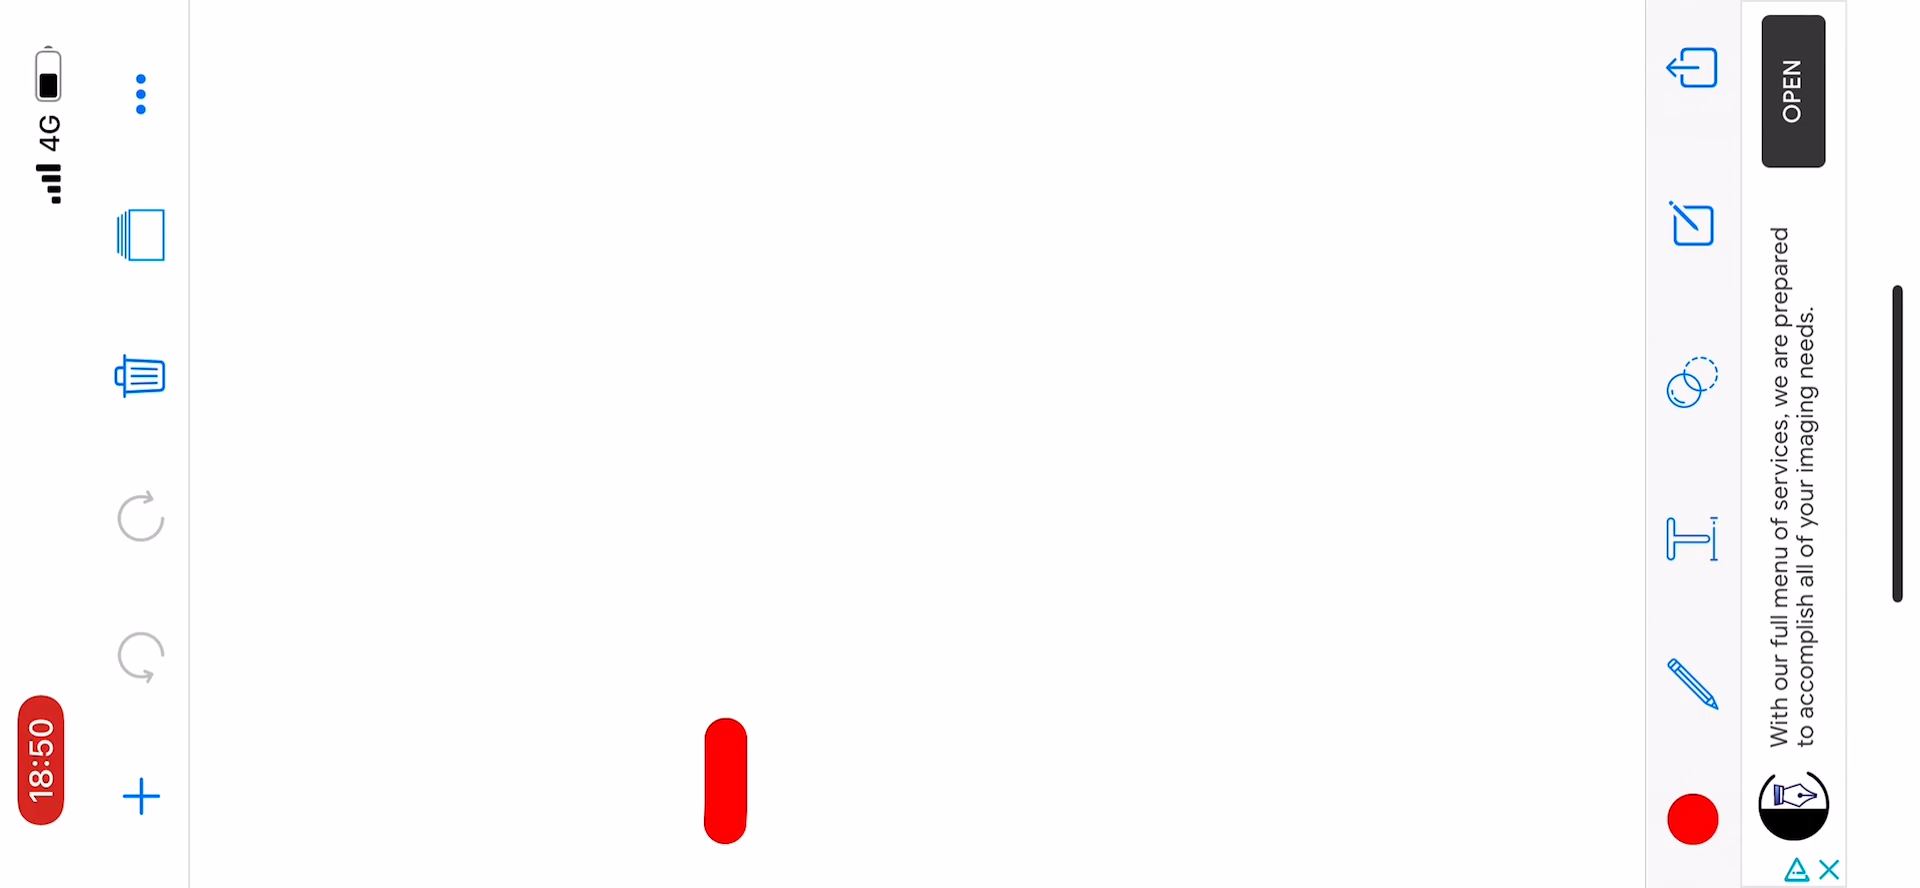 18:50
4G
With our full menu of services, we are prepared
to accomplish all of your imaging needs.
OPEN